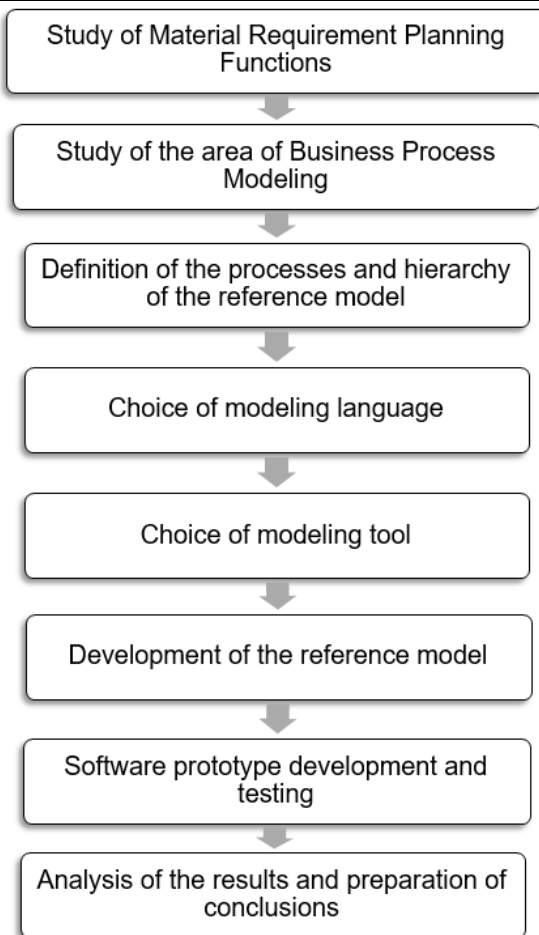 Study of Material Requirement Planning
Functions
Study of the area of Business Process
Modeling
Definition of the processes and hierarchy
of the reference model
Choice of modeling language
Choice of modeling tool
Development of the reference model
Software prototype development and
testing
Analysis of the results and preparation of
conclusions